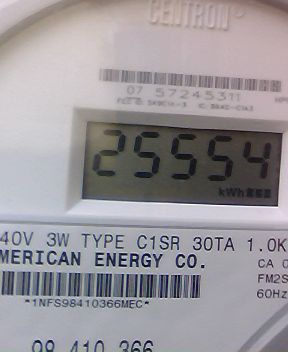 CENTRON®
07 57245311
25554
kWh
40V 3W TYPE C1SR 30TA 1.0K
MERICAN ENERGY CO.
CA 0
FM2S
60Hz
*1NFS98410366MEC*
98 410 366